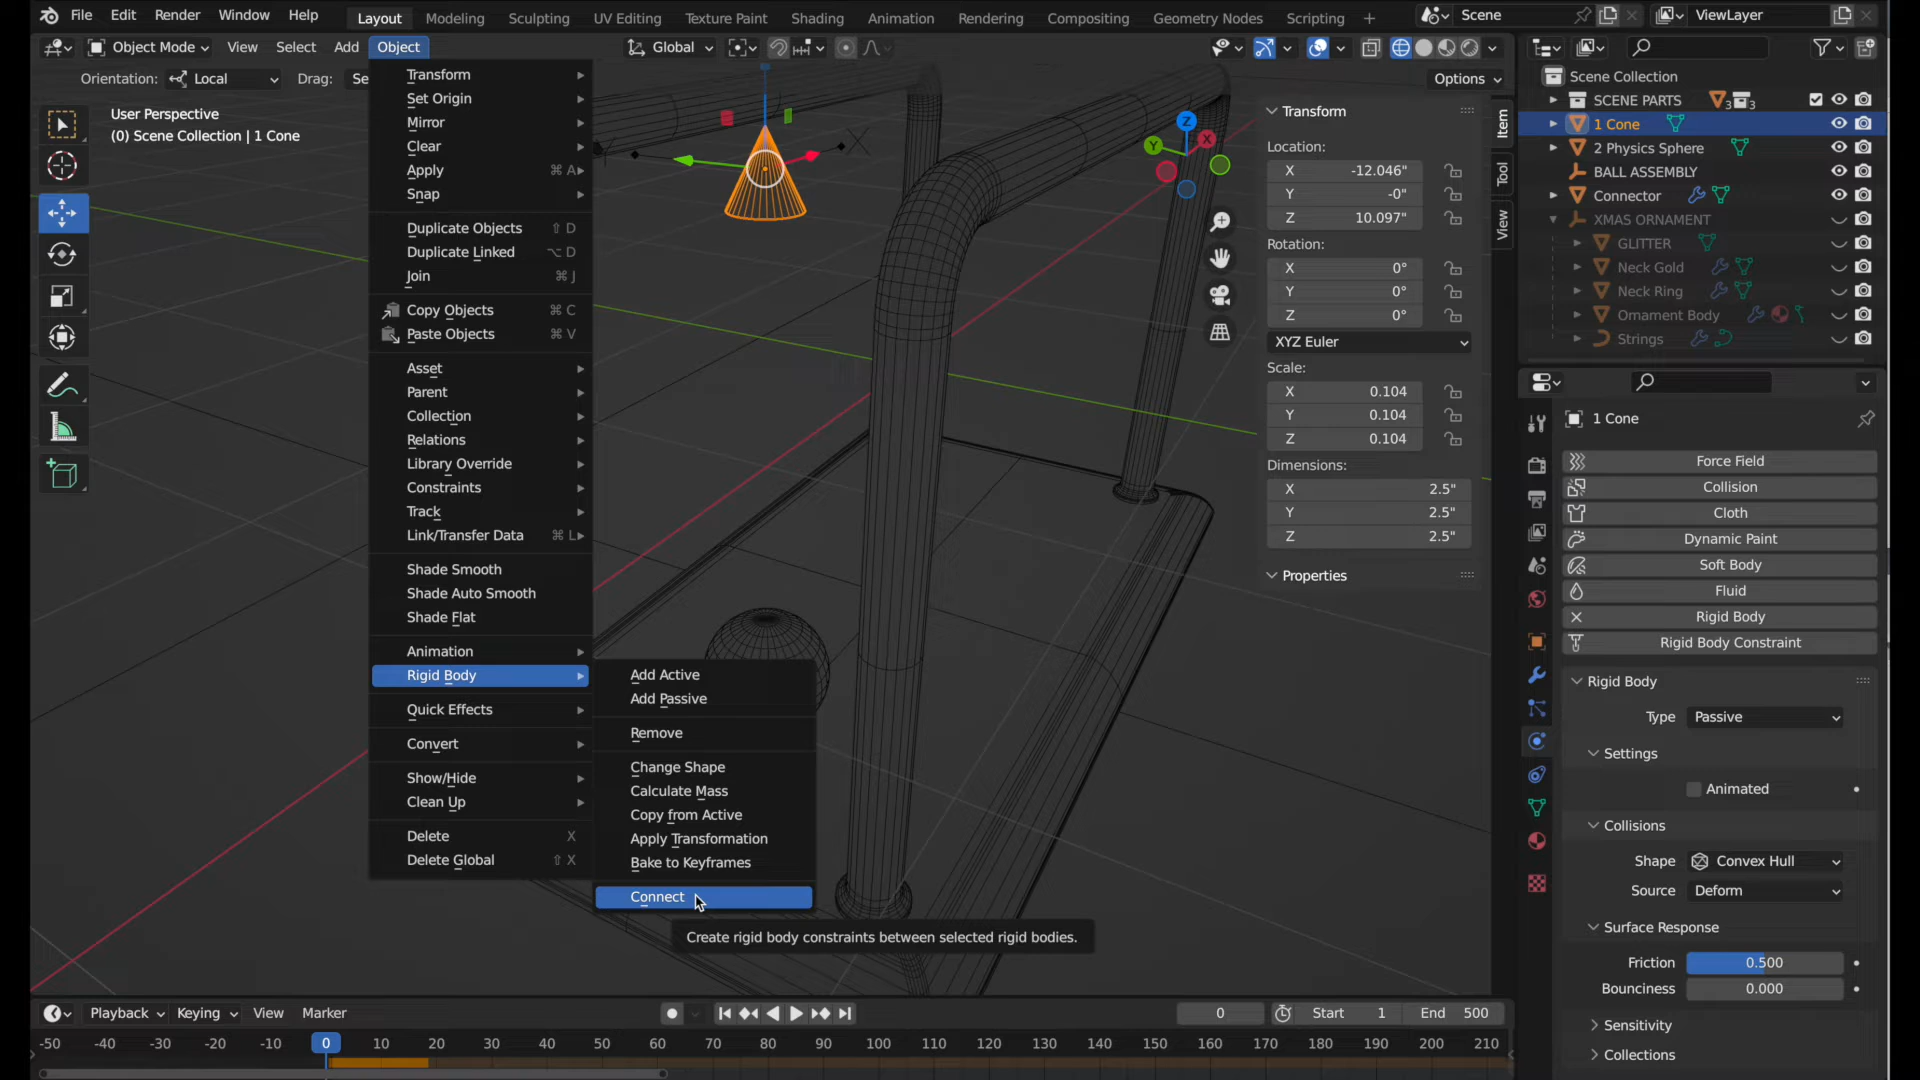 File Edit Render Window Help Layout Modeling Sculpting UV Editing Texture Paint Shading Animation Rendering Compositing Geometry Nodes Scripting + Scene ViewLayer
Object Mode View Select Add Object Global
Orientation: Local Drag: Se Options
User Perspective
(0) Scene Collection | 1 Cone
Transform
Set Origin
Mirror
Clear
Apply ⌘ A
Snap
Duplicate Objects ⇧ D
Duplicate Linked ⌥ D
Join ⌘ J
Copy Objects ⌘ C
Paste Objects ⌘ V
Asset
Parent
Collection
Relations
Library Override
Constraints
Track
Link/Transfer Data ⌘ L
Shade Smooth
Shade Auto Smooth
Shade Flat
Animation
Rigid Body
Quick Effects
Convert
Show/Hide
Clean Up
Delete X
Delete Global ⇧ X
Add Active
Add Passive
Remove
Change Shape
Calculate Mass
Copy from Active
Apply Transformation
Bake to Keyframes
Connect
Create rigid body constraints between selected rigid bodies.
Z
Y
X
Transform
Location:
X -12.046"
Y -0"
Z 10.097"
Rotation:
X 0°
Y 0°
Z 0°
XYZ Euler
Scale:
X 0.104
Y 0.104
Z 0.104
Dimensions:
X 2.5"
Y 2.5"
Z 2.5"
Properties
Item
Tool
View
Scene Collection
SCENE PARTS 3 3
1 Cone
2 Physics Sphere
BALL ASSEMBLY
Connector
XMAS ORNAMENT
GLITTER
Neck Gold
Neck Ring
Ornament Body
Strings
1 Cone
Force Field
Collision
Cloth
Dynamic Paint
Soft Body
Fluid
Rigid Body
Rigid Body Constraint
Rigid Body
Type Passive
Settings
Animated
Collisions
Shape Convex Hull
Source Deform
Surface Response
Friction 0.500
Bounciness 0.000
Sensitivity
Collections
Playback Keying View Marker 0 Start 1 End 500
-50 -40 -30 -20 -10 0 10 20 30 40 50 60 70 80 90 100 110 120 130 140 150 160 170 180 190 200 210